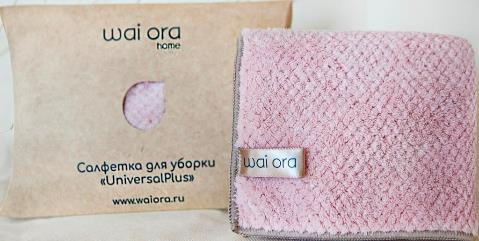 wai ora
home
Салфетка для уборки
«UniversalPlus»
www.waiora.ru
wai ora